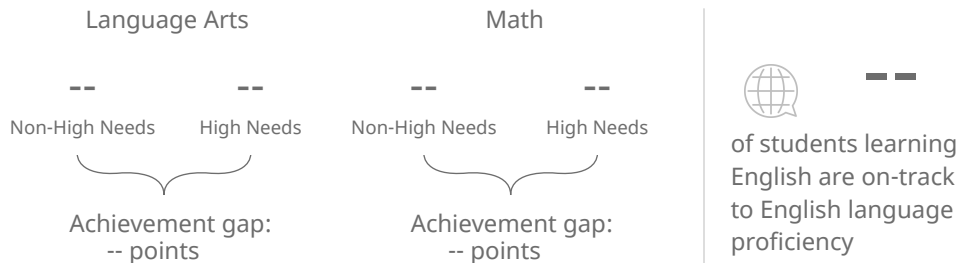 Language Arts
-- --
Non-High Needs High Needs
Achievement gap:
-- points
Math
-- --
Non-High Needs High Needs
Achievement gap:
-- points
--
of students learning
English are on-track
to English language
proficiency